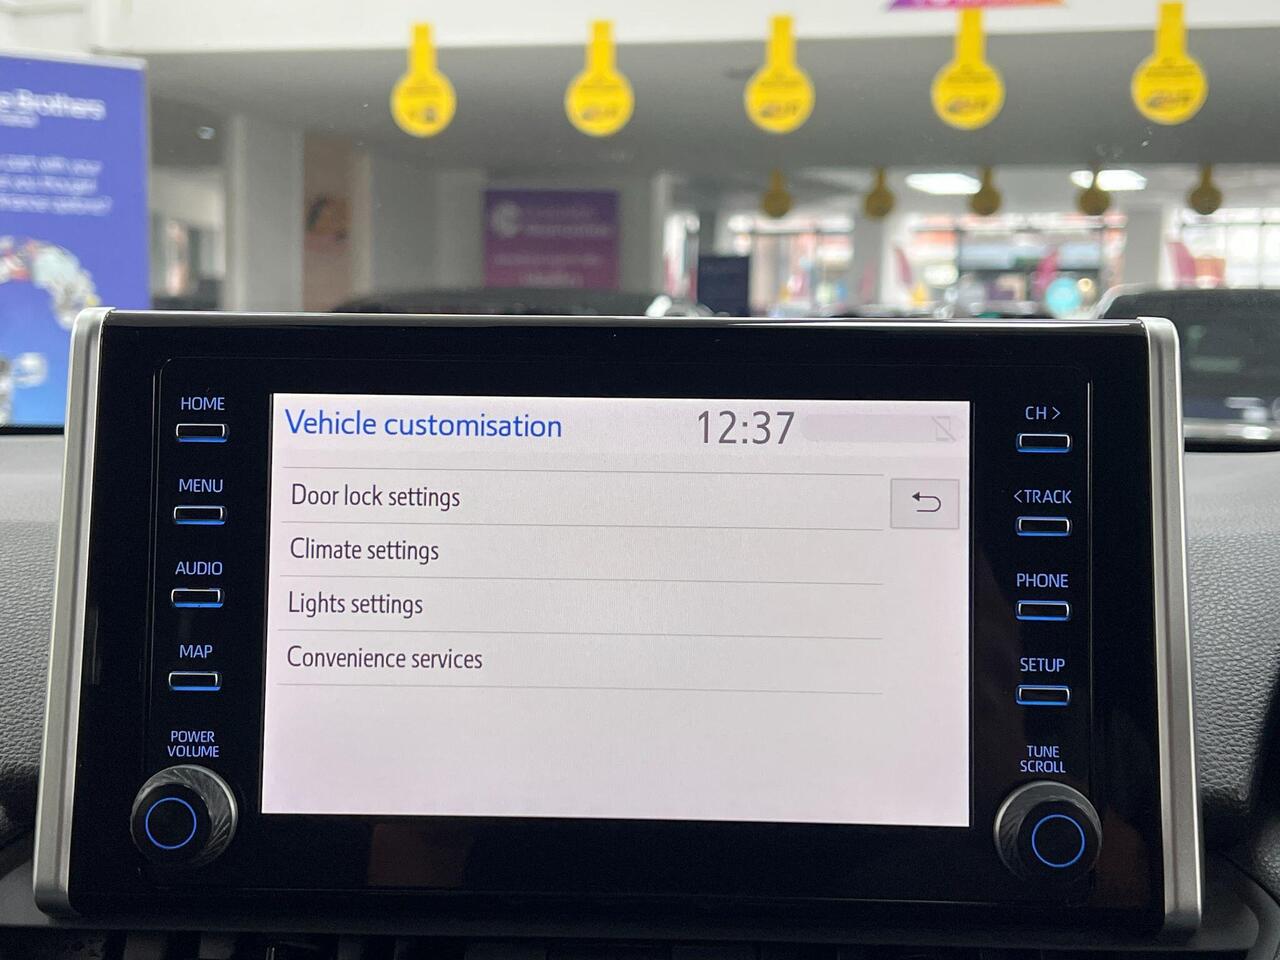 Brothers
HOME
MENU
AUDIO
MAP
POWER
VOLUME
Vehicle customisation
12:37
Door lock settings
Climate settings
Lights settings
Convenience services
CH >
<TRACK
PHONE
SETUP
TUNE
SCROLL